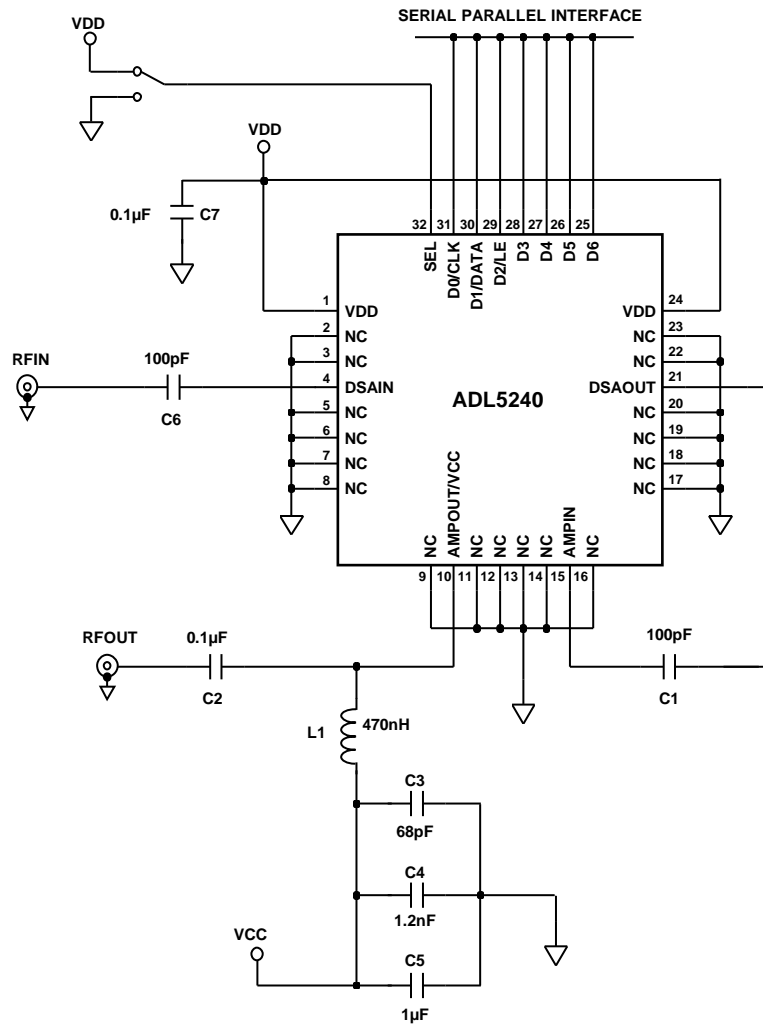 SERIAL PARALLEL INTERFACE
VDD
VDD
0.1µF
C7
32 31 30 29 28 27 26 25
SEL
D0/CLK
D1/DATA
D2/LE
D3
D4
D5
D6
1 VDD
2 NC
3 NC
4 DSAIN
5 NC
6 NC
7 NC
8 NC
RFIN
100pF
C6
ADL5240
VDD 24
NC 23
NC 22
DSAOUT 21
NC 20
NC 19
NC 18
NC 17
NC
AMPOUT/VCC
NC
NC
NC
NC
AMPIN
NC
9 10 11 12 13 14 15 16
RFOUT
0.1µF
C2
100pF
C1
L1
470nH
C3
68pF
C4
1.2nF
VCC
C5
1µF